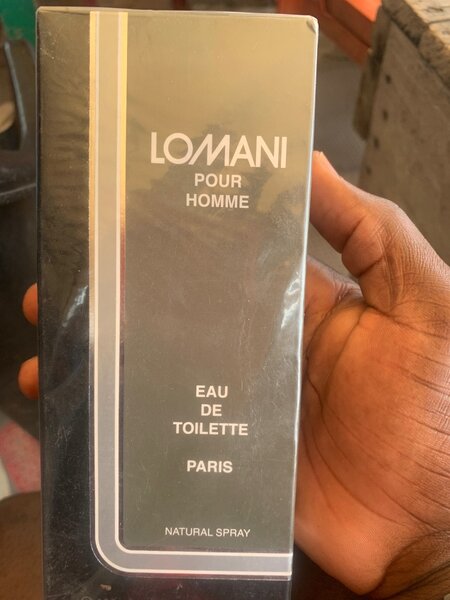 LOMANI
POUR
HOMME
EAU
DE
TOILETTE
PARIS
NATURAL SPRAY